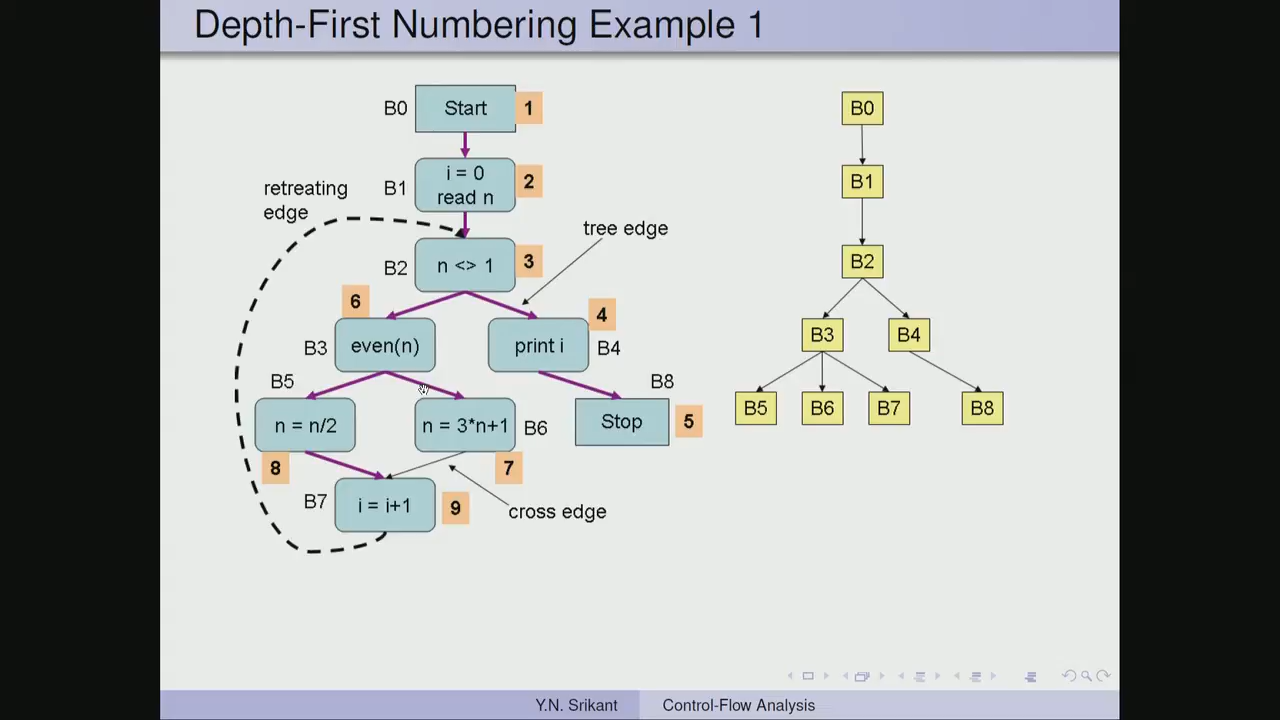 Depth-First Numbering Example 1
B0
Start
1
B0
retreating
edge
B1
i = 0
read n
2
B1
tree edge
B2
n <> 1
3
B2
6
4
B3
even(n)
print i
B4
B3
B4
B5
B8
n = n/2
n = 3*n+1
B6
Stop
5
B5
B6
B7
B8
8
7
B7
i = i+1
9
cross edge
Y.N. Srikant
Control-Flow Analysis